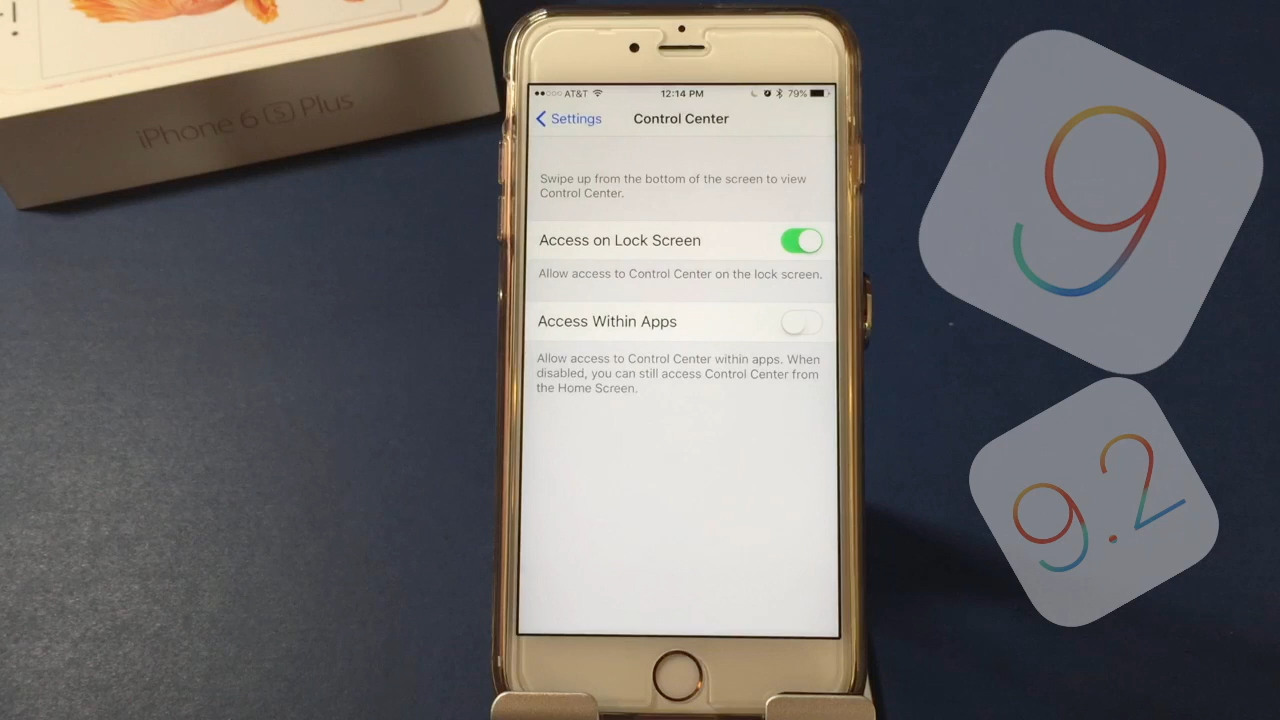 iPhone 6 S Plus
AT&T
12:14 PM
79%
Settings
Control Center
Swipe up from the bottom of the screen to view
Control Center.
Access on Lock Screen
Allow access to Control Center on the lock screen.
Access Within Apps
Allow access to Control Center within apps. When
disabled, you can still access Control Center from
the Home Screen.
9
9.2